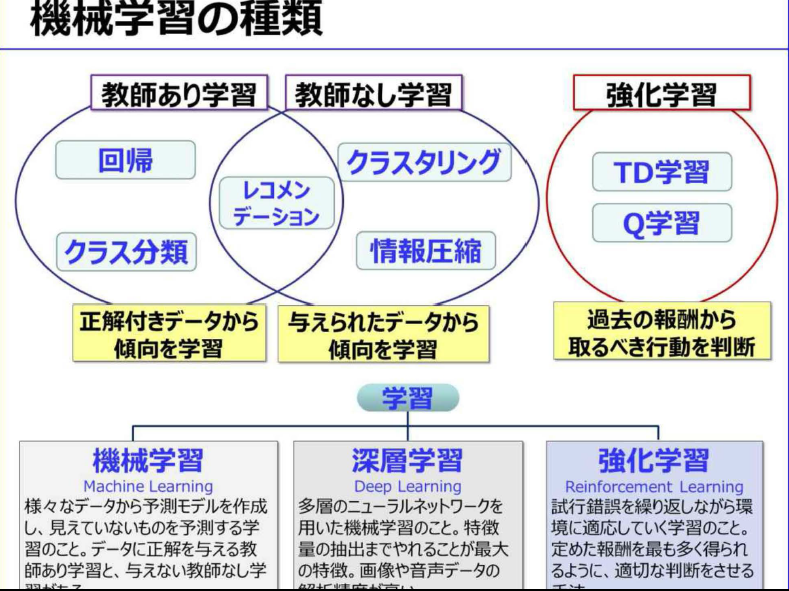 機械学習の種類
教師あり学習
教師なし学習
強化学習
回帰
クラスタリング
レコメン
デーション
TD学習
Q学習
クラス分類
情報圧縮
正解付きデータから
傾向を学習
与えられたデータから
傾向を学習
過去の報酬から
取るべき行動を判断
学習
機械学習
Machine Learning
様々なデータから予測モデルを作成
し、見えていないものを予測する学
習のこと。データに正解を与える教
師あり学習と、与えない教師なし学
習がある
深層学習
Deep Learning
多層のニューラルネットワークを
用いた機械学習のこと。特徴
量の抽出までやれることが最大
の特徴。画像や音声データの
解析精度が高い
強化学習
Reinforcement Learning
試行錯誤を繰り返しながら環
境に適応していく学習のこと。
定めた報酬を最も多く得られ
るように、適切な判断をさせる
手法